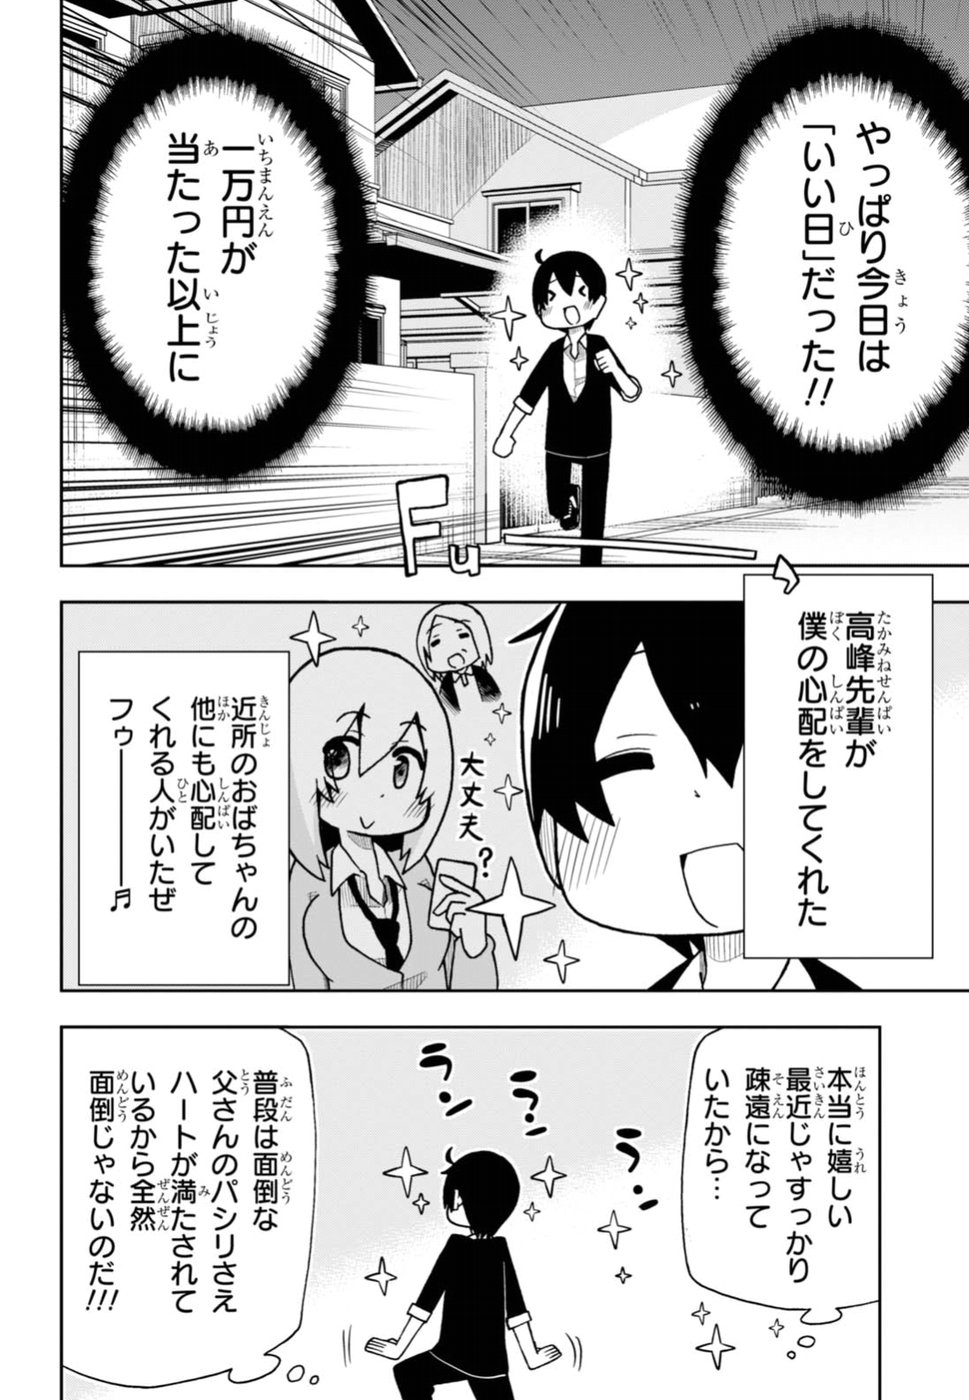 やっぱり今日は
「いい日」だった!!
一万円が
当たった以上に
Fu
高峰先輩が
僕の心配をしてくれた
大丈夫?
近所のおばちゃんの
他にも心配して
くれる人がいたぜ
フゥ――♬
本当に嬉しい
最近じゃすっかり
疎遠になって
いたから…
うふ
うふ
うふ
普段は面倒な
父さんのパシリさえ
ハートが満たされて
いるから全然
面倒じゃないのだ!!!